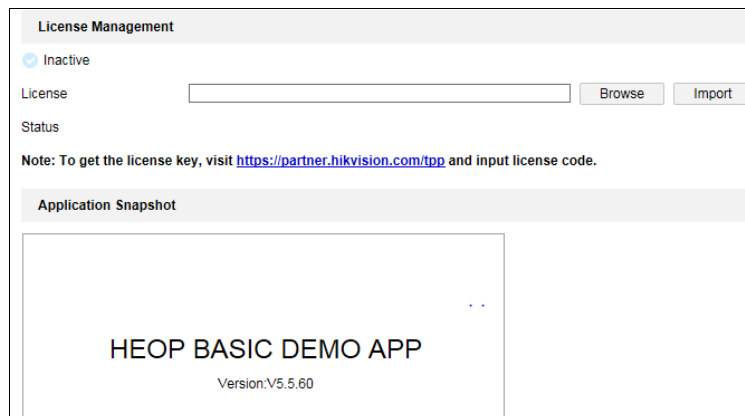 License Management
Inactive
License Browse Import
Status
Note: To get the license key, visit https://partner.hikvision.com/tpp and input license code.
Application Snapshot
HEOP BASIC DEMO APP
Version:V5.5.60